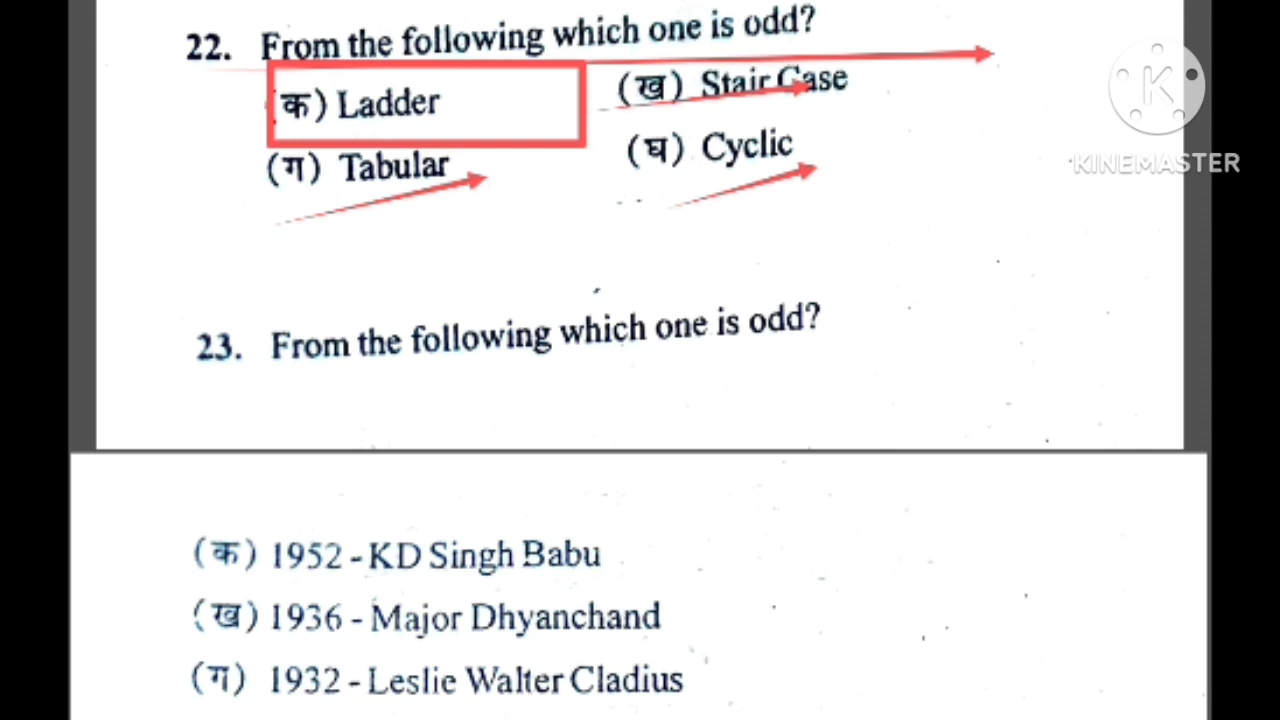 22. From the following which one is odd?
क) Ladder (ख) Stair Case
(ग) Tabular (घ) Cyclic
K
KINEMASTER
23. From the following which one is odd?
(क) 1952 - KD Singh Babu
(ख) 1936 - Major Dhyanchand
(ग) 1932 - Leslie Walter Cladius